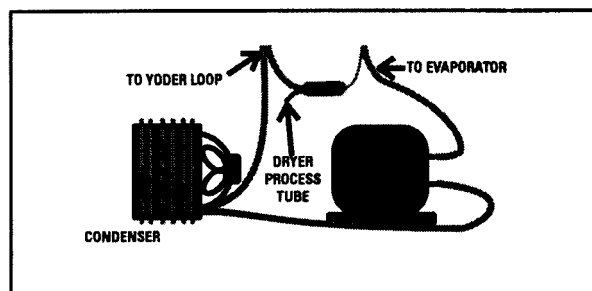 TO YODER LOOP
TO EVAPORATOR
DRYER
PROCESS
TUBE
CONDENSER